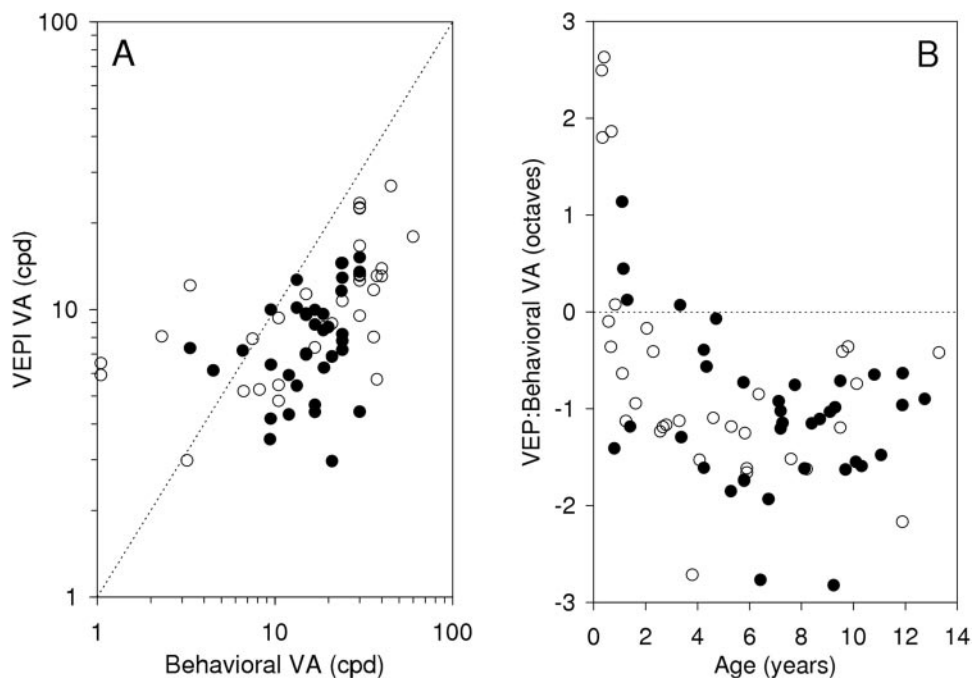 A
100
10
1
VEPI VA (cpd)
1
10
100
Behavioral VA (cpd)
B
3
2
1
0
-1
-2
-3
VEP:Behavioral VA (octaves)
0 2 4 6 8 10 12 14
Age (years)